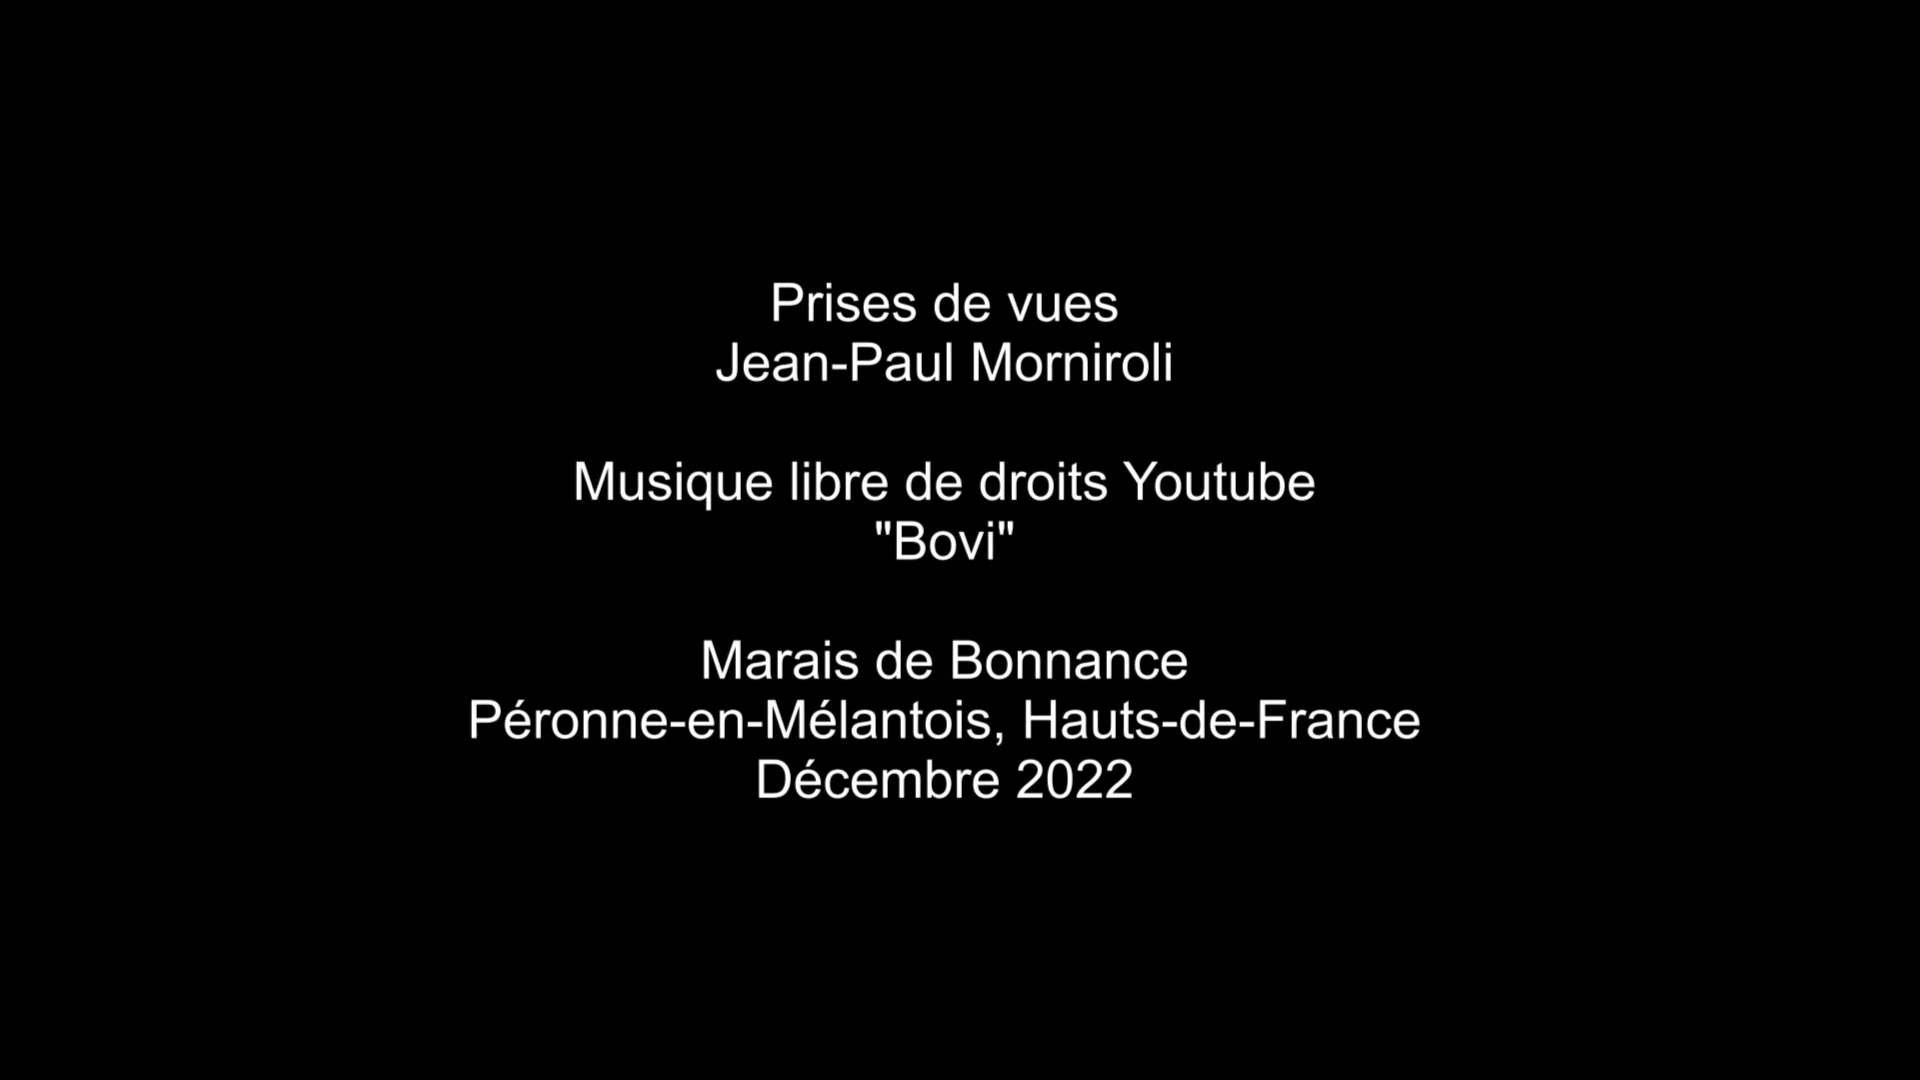 Prises de vues
Jean-Paul Morniroli
Musique libre de droits Youtube
"Bovi"
Marais de Bonnance
Péronne-en-Mélantois, Hauts-de-France
Décembre 2022